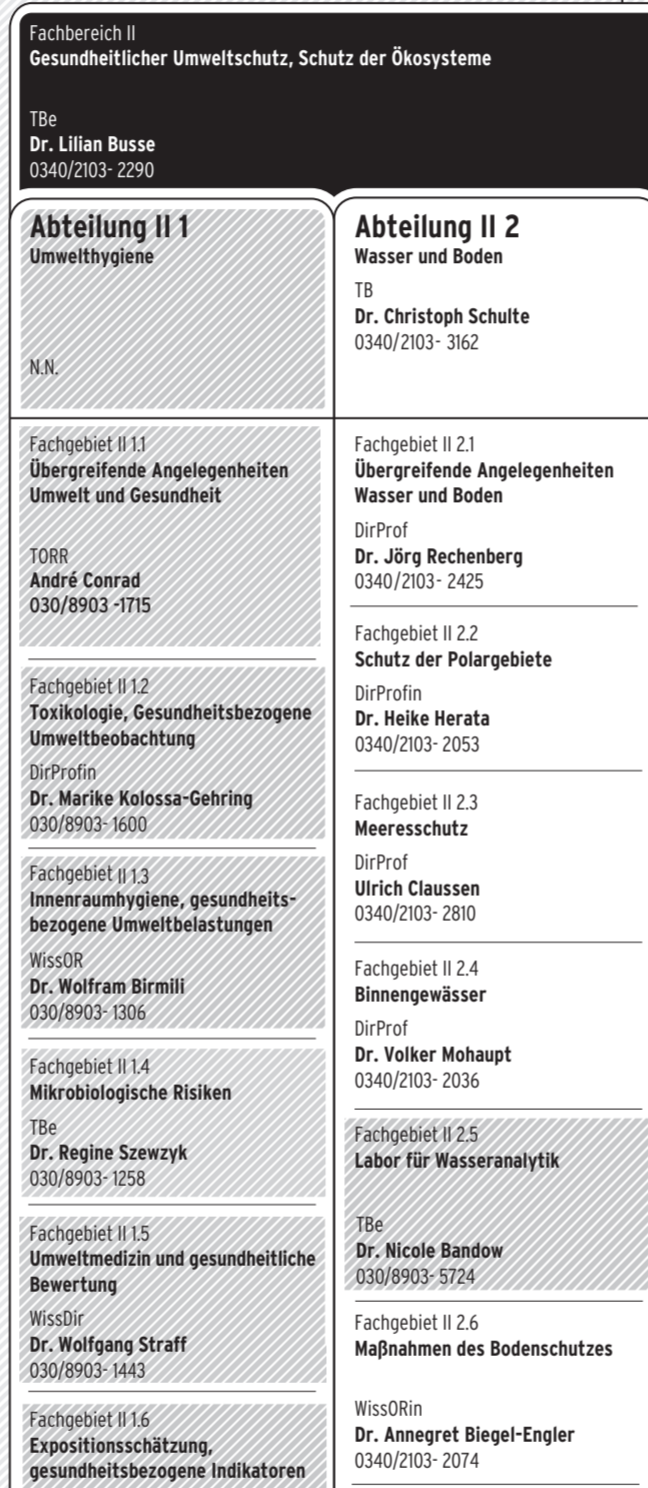 Fachbereich II
Gesundheitlicher Umweltschutz, Schutz der Ökosysteme
TBe
Dr. Lilian Busse
0340/2103- 2290
Abteilung II 1
Umwelthygiene
N.N.
Fachgebiet II 1.1
Übergreifende Angelegenheiten
Umwelt und Gesundheit
TORR
André Conrad
030/8903 -1715
Fachgebiet II 1.2
Toxikologie, Gesundheitsbezogene
Umweltbeobachtung
DirProfin
Dr. Marike Kolossa-Gehring
030/8903- 1600
Fachgebiet II 1.3
Innenraumhygiene, gesundheits-
bezogene Umweltbelastungen
WissOR
Dr. Wolfram Birmili
030/8903- 1306
Fachgebiet II 1.4
Mikrobiologische Risiken
TBe
Dr. Regine Szewzyk
030/8903- 1258
Fachgebiet II 1.5
Umweltmedizin und gesundheitliche
Bewertung
WissDir
Dr. Wolfgang Straff
030/8903- 1443
Fachgebiet II 1.6
Expositionsschätzung,
gesundheitsbezogene Indikatoren
Abteilung II 2
Wasser und Boden
TB
Dr. Christoph Schulte
0340/2103- 3162
Fachgebiet II 2.1
Übergreifende Angelegenheiten
Wasser und Boden
DirProf
Dr. Jörg Rechenberg
0340/2103- 2425
Fachgebiet II 2.2
Schutz der Polargebiete
DirProfin
Dr. Heike Herata
0340/2103- 2053
Fachgebiet II 2.3
Meeresschutz
DirProf
Ulrich Claussen
0340/2103- 2810
Fachgebiet II 2.4
Binnengewässer
DirProf
Dr. Volker Mohaupt
0340/2103- 2036
Fachgebiet II 2.5
Labor für Wasseranalytik
TBe
Dr. Nicole Bandow
030/8903- 5724
Fachgebiet II 2.6
Maßnahmen des Bodenschutzes
WissORin
Dr. Annegret Biegel-Engler
0340/2103- 2074